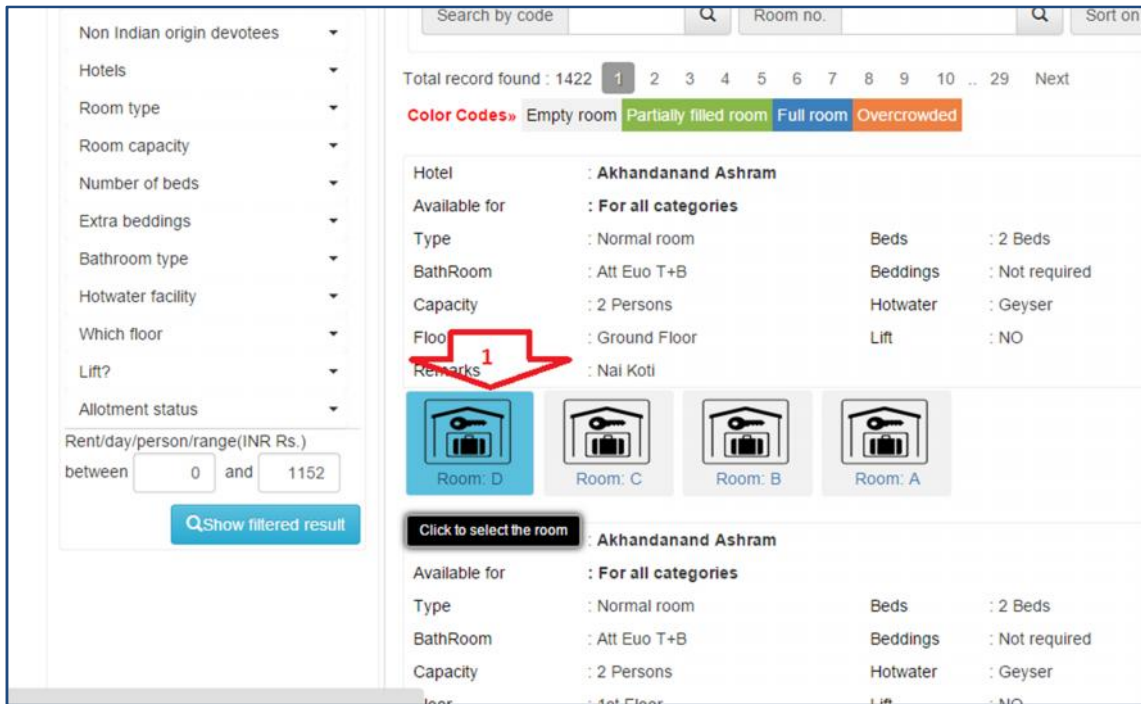 Non Indian origin devotees
Hotels
Room type
Room capacity
Number of beds
Extra beddings
Bathroom type
Hotwater facility
Which floor
Lift?
Allotment status
Rent/day/person/range(INR Rs.)
between 0 and 1152
Show filtered result
Search by code Room no. Sort on
Total record found : 1422 1 2 3 4 5 6 7 8 9 10 .. 29 Next
Color Codes» Empty room Partially filled room Full room Overcrowded
Hotel : Akhandanand Ashram
Available for : For all categories
Type : Normal room Beds : 2 Beds
BathRoom : Att Euo T+B Beddings : Not required
Capacity : 2 Persons Hotwater : Geyser
Floor : Ground Floor Lift : NO
1
Remarks : Nai Koti
Room: D Room: C Room: B Room: A
Click to select the room : Akhandanand Ashram
Available for : For all categories
Type : Normal room Beds : 2 Beds
BathRoom : Att Euo T+B Beddings : Not required
Capacity : 2 Persons Hotwater : Geyser
Floor : 1st Floor Lift : NO